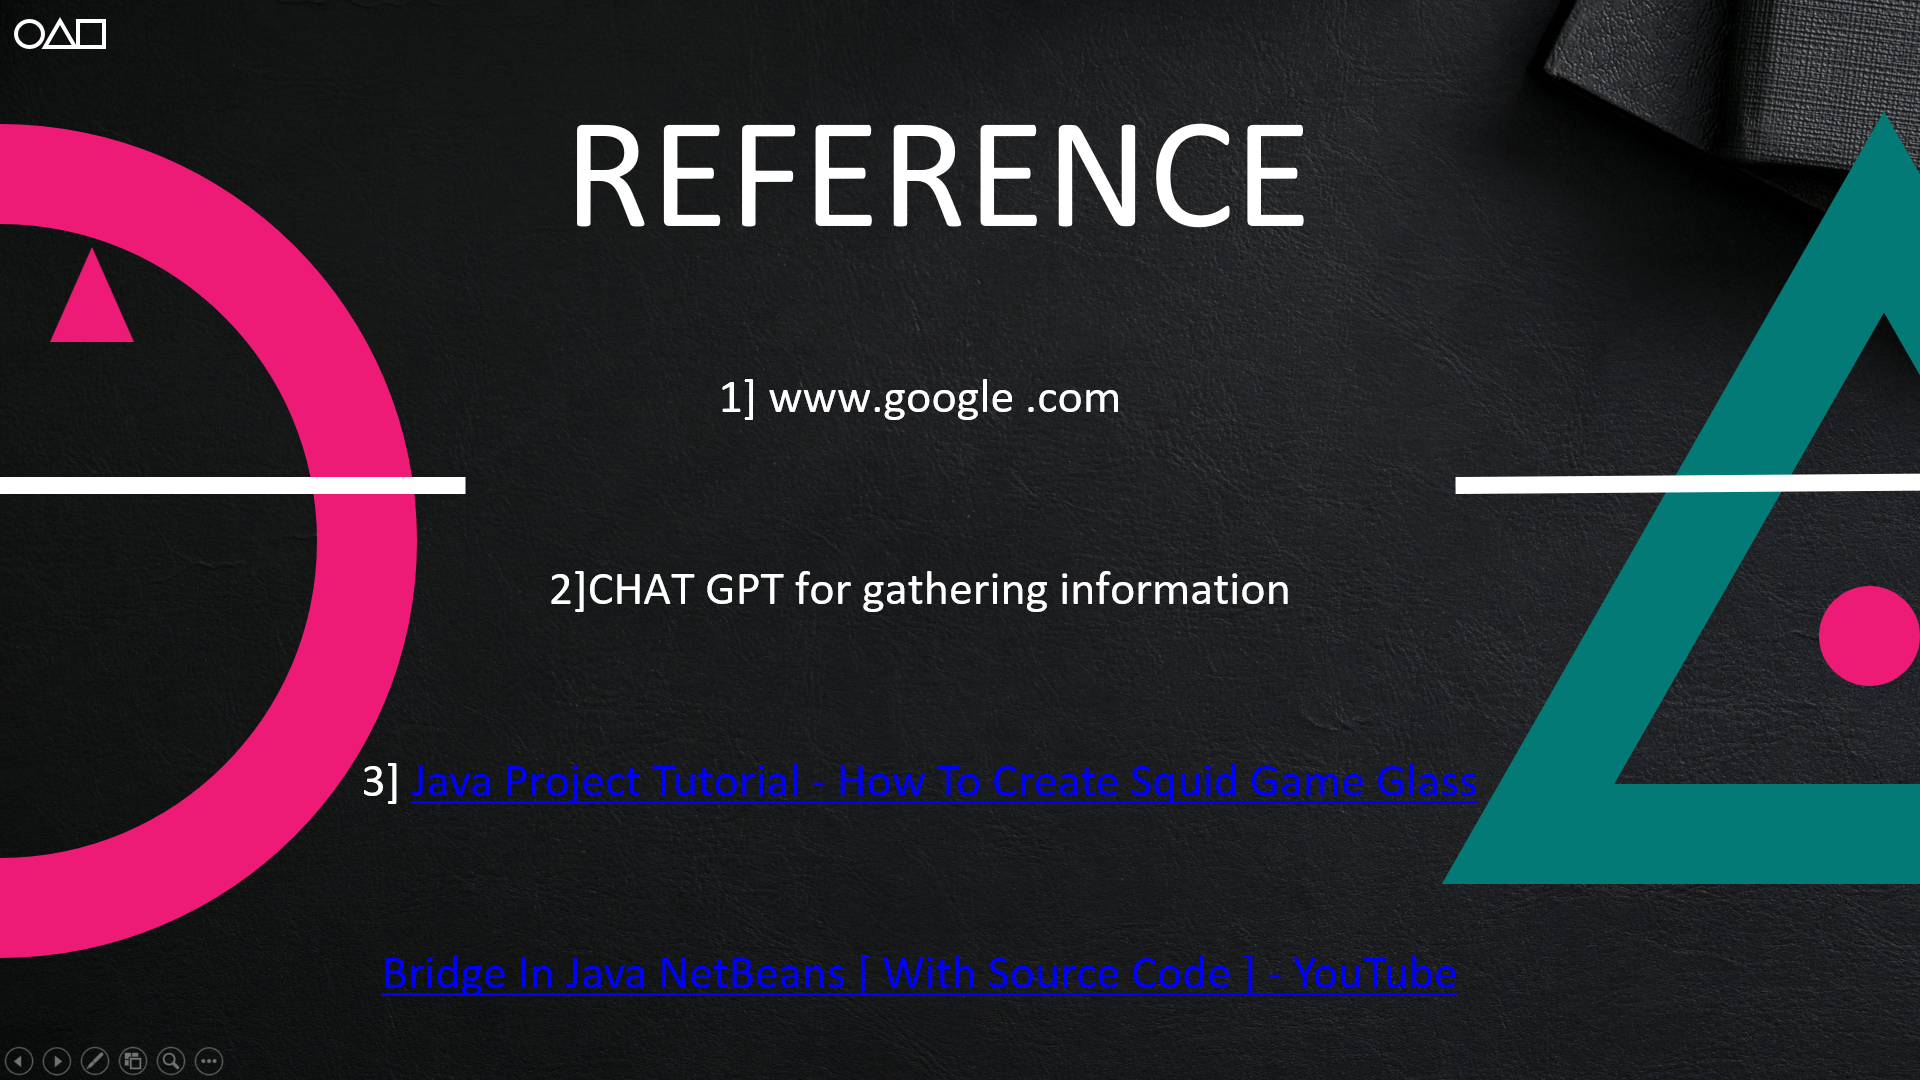 REFERENCE
1] www.google .com
2]CHAT GPT for gathering information
3] Java Project Tutorial - How To Create Squid Game Glass
Bridge In Java NetBeans [ With Source Code ] - YouTube